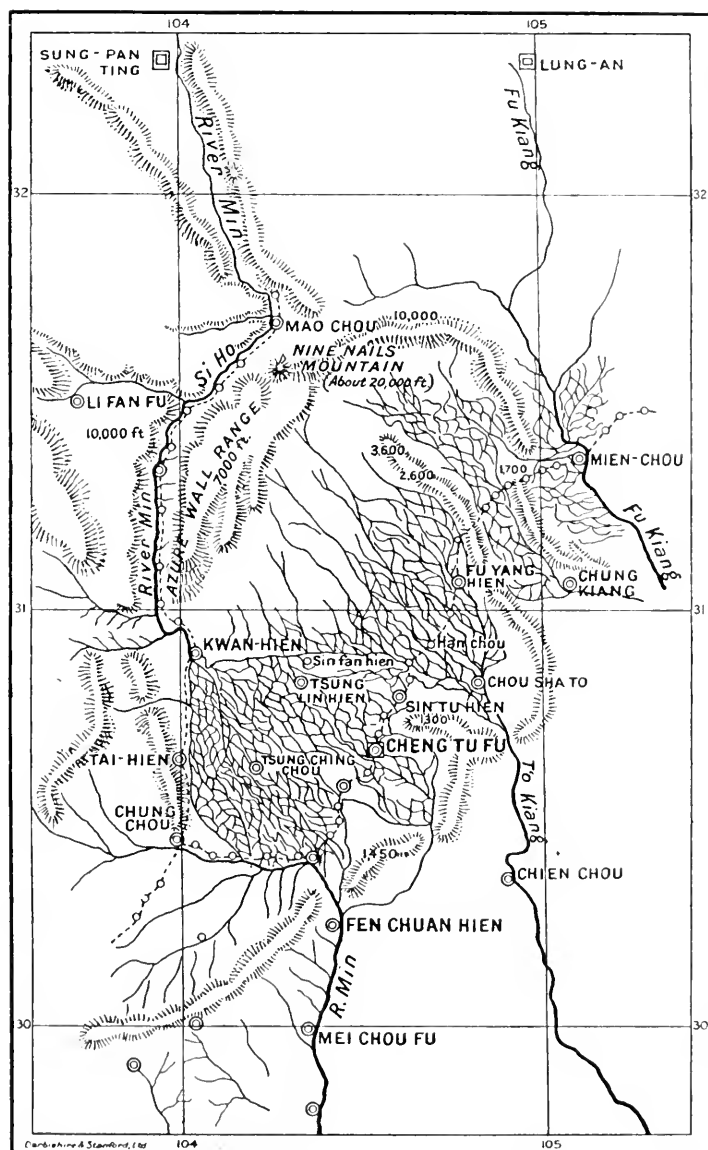 104
105
SUNG-PAN
TING
LUNG-AN
River Min
Fu Kiang
32
32
MAO CHOU
10,000
NINE NAILS
MOUNTAIN
(About 20,000 ft)
Si Ho
LI FAN FU
10,000 ft
AZURE WALL RANGE
7000 ft.
3,600
2,600
1,700
MIEN-CHOU
River Min
Fu Kiang
FU YANG
HIEN
CHUNG
KIANG
31
31
KWAN-HIEN
Han chou
Sin fan hien
TSUNG
LIN HIEN
CHOU SHA TO
SIN TU HIEN
1300
TAI-HIEN
CHENG TU FU
TSUNG CHING
CHOU
To Kiang
CHUNG
CHOU
1,450
CHIEN CHOU
FEN CHUAN HIEN
R. Min
30
30
MEI CHOU FU
Darbishire & Stanford, Ltd
104
105